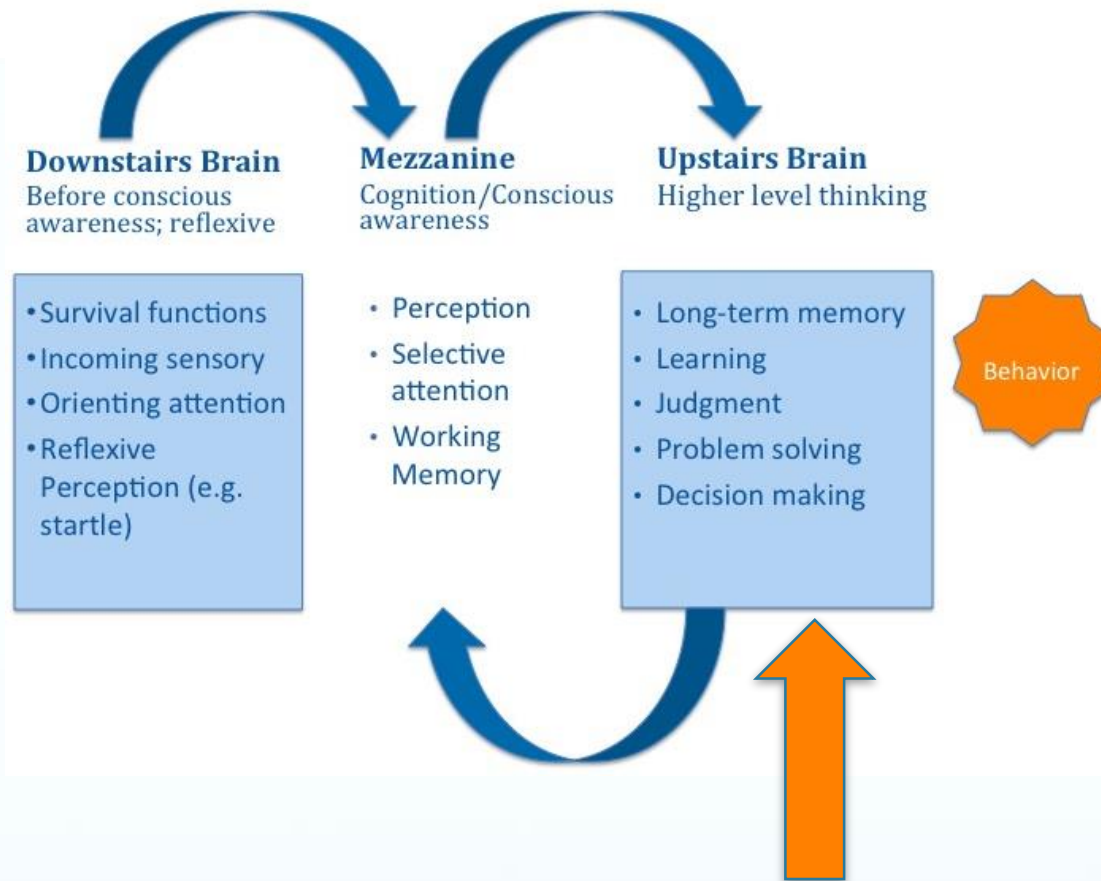 Downstairs Brain
Before conscious
awareness; reflexive
• Survival functions
• Incoming sensory
• Orienting attention
• Reflexive
Perception (e.g.
startle)
Mezzanine
Cognition/Conscious
awareness
• Perception
• Selective
attention
• Working
Memory
Upstairs Brain
Higher level thinking
• Long-term memory
• Learning
• Judgment
• Problem solving
• Decision making
Behavior